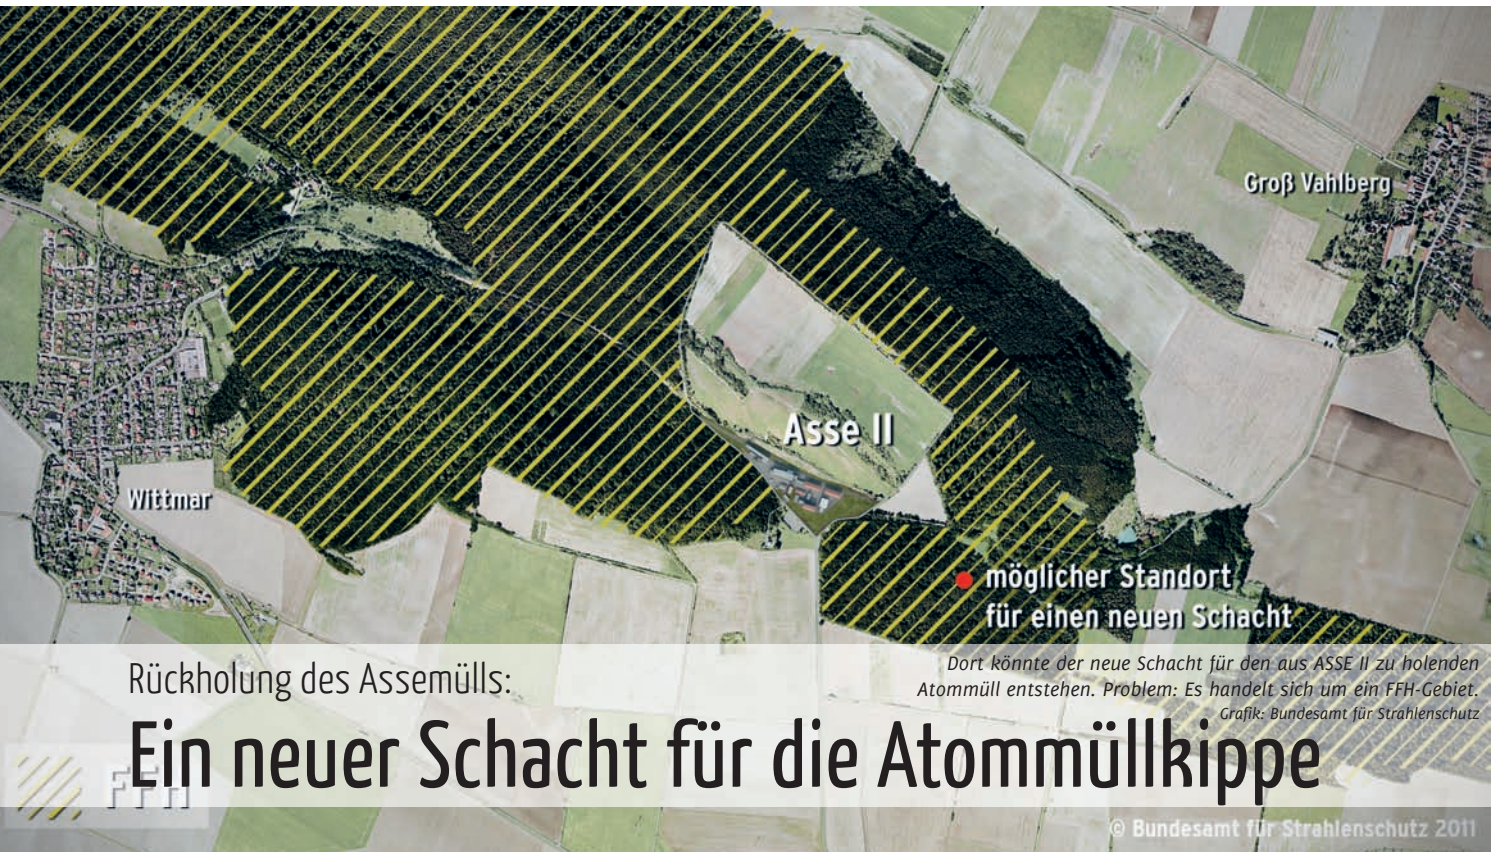 Groß Vahlberg
Asse II
Wittmar
möglicher Standort
für einen neuen Schacht
Rückholung des Assemülls:
Dort könnte der neue Schacht für den aus ASSE II zu holenden
Atommüll entstehen. Problem: Es handelt sich um ein FFH-Gebiet.
Grafik: Bundesamt für Strahlenschutz
Ein neuer Schacht für die Atommüllkippe
FFH
© Bundesamt für Strahlenschutz 2011